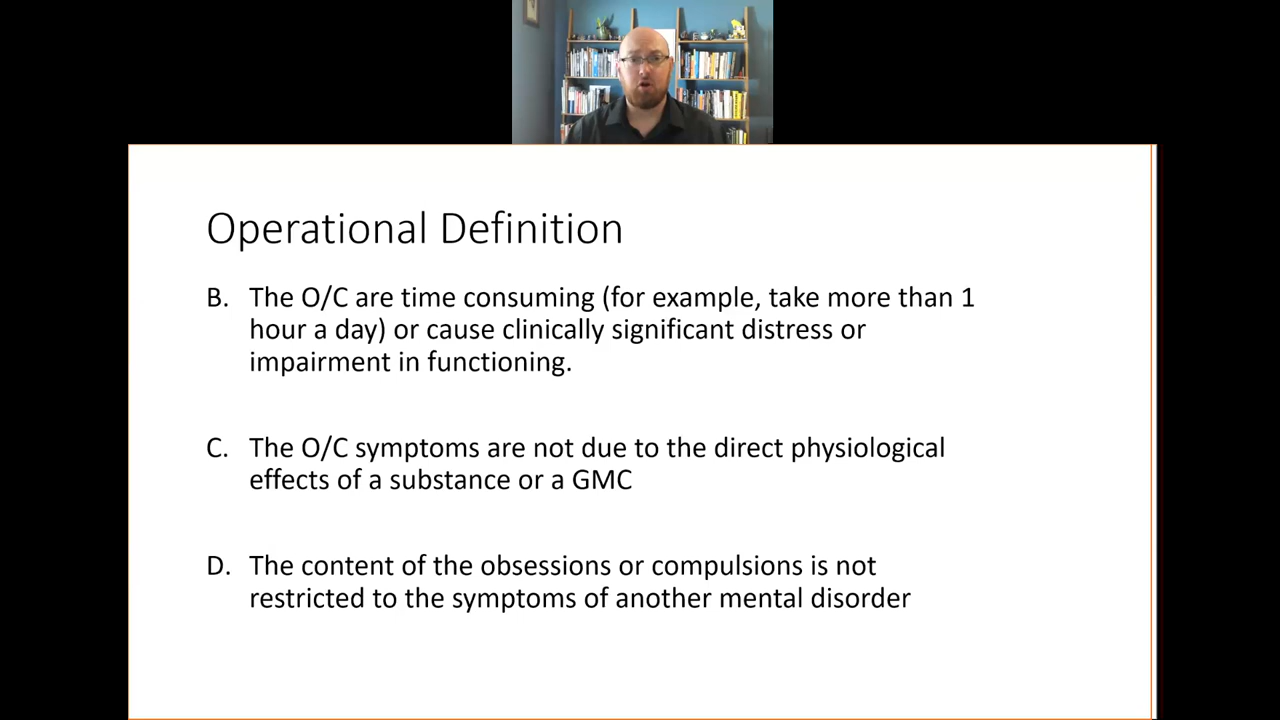 Operational Definition
B. The O/C are time consuming (for example, take more than 1
hour a day) or cause clinically significant distress or
impairment in functioning.
C. The O/C symptoms are not due to the direct physiological
effects of a substance or a GMC
D. The content of the obsessions or compulsions is not
restricted to the symptoms of another mental disorder